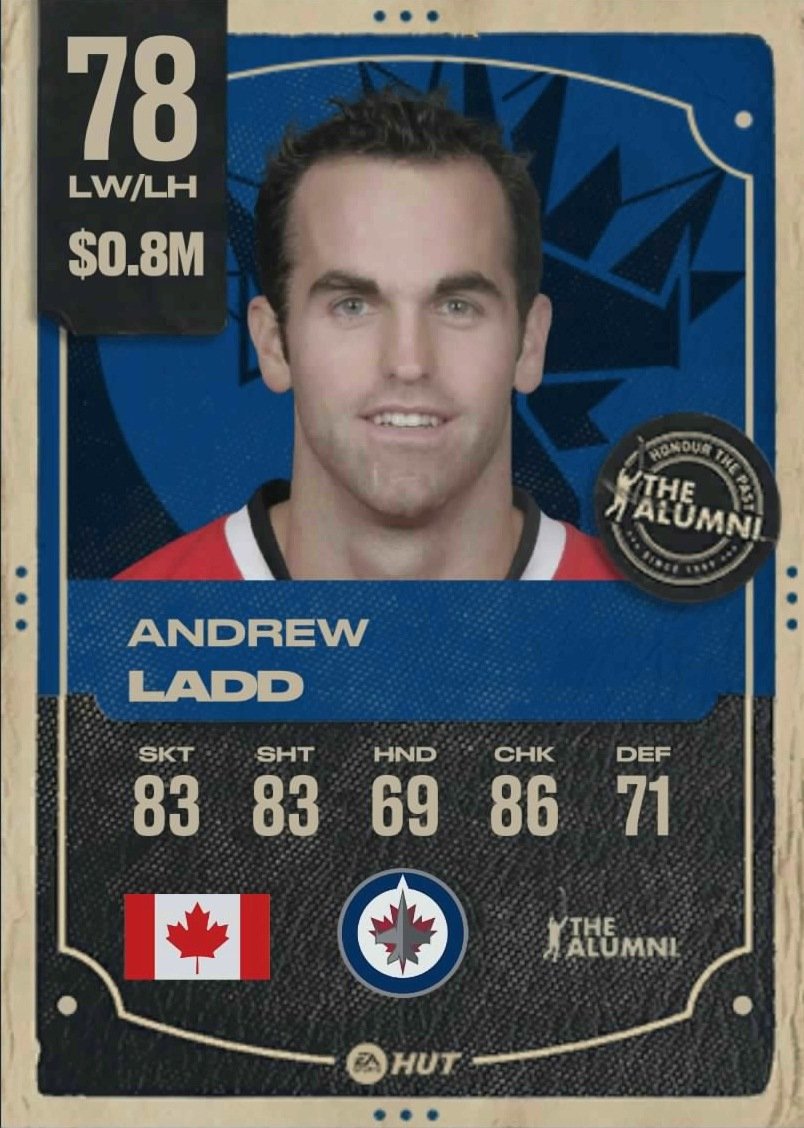 78
LW/LH
$0.8M
HONOUR THE PAST
THE
ALUMNI
ANDREW
LADD
SKT SHT HND CHK DEF
83 83 69 86 71
THE
ALUMNI
EA
HUT